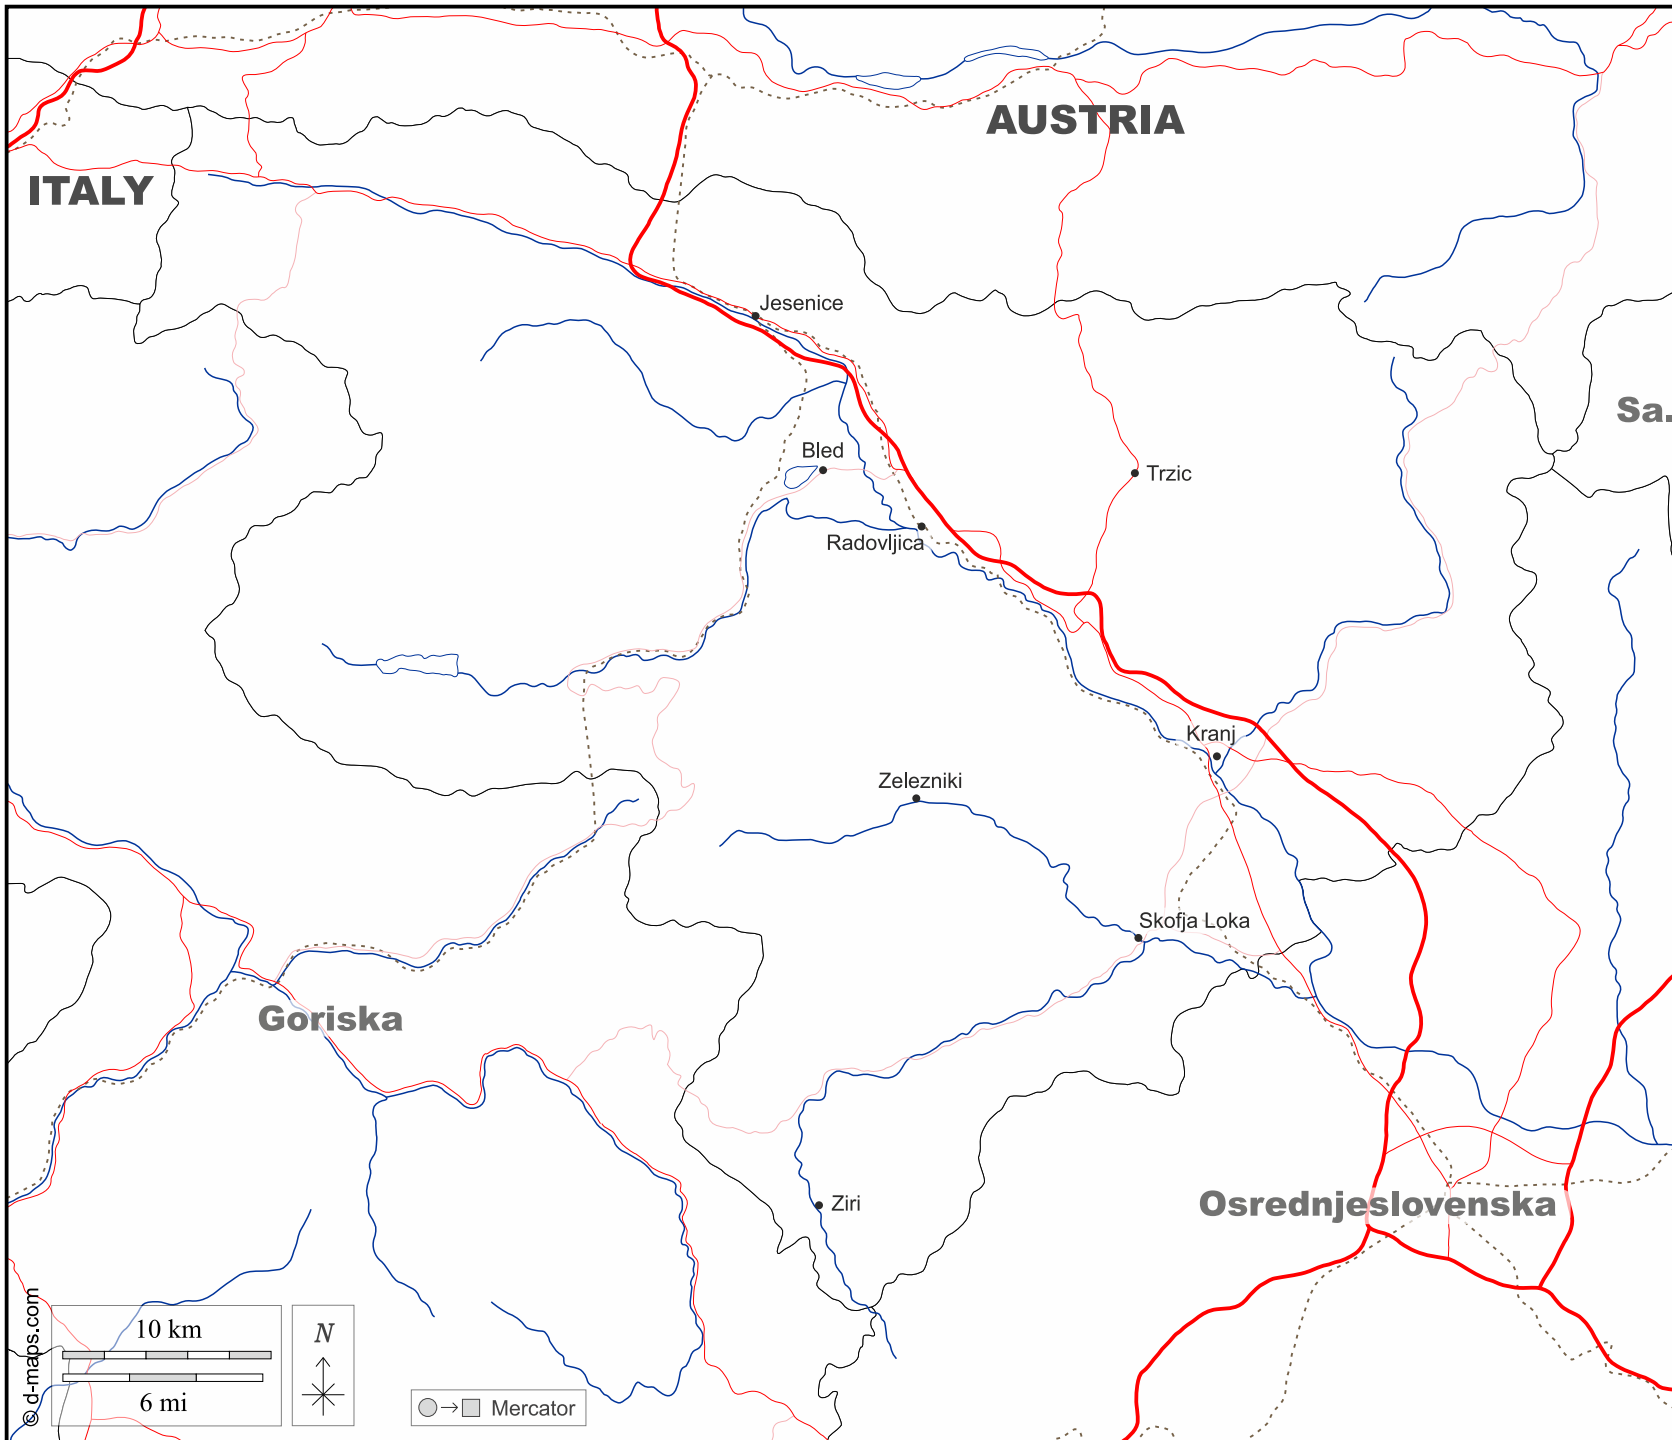 AUSTRIA
ITALY
Jesenice
Sa.
Bled
Trzic
Radovljica
Kranj
Zelezniki
Skofja Loka
Goriska
Ziri
Osrednjeslovenska
© d-maps.com
10 km
6 mi
N
Mercator